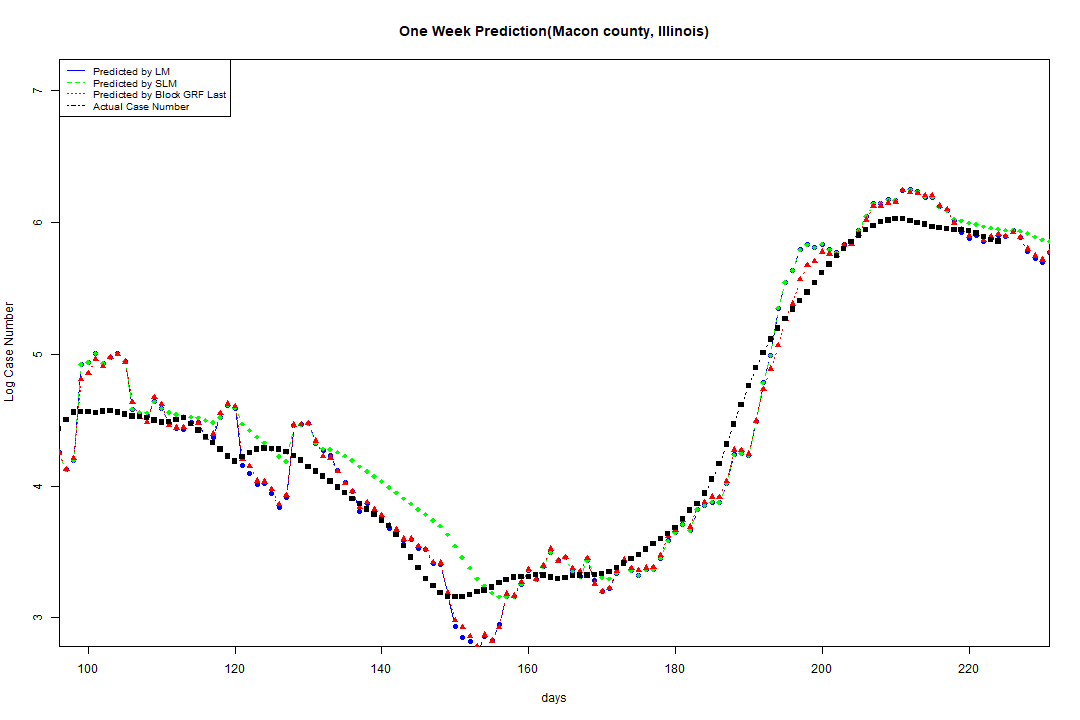 One Week Prediction(Macon county, Illinois)
Predicted by LM
Predicted by SLM
Predicted by Block GRF Last
Actual Case Number
7
6
5
4
3
Log Case Number
100 120 140 160 180 200 220
days